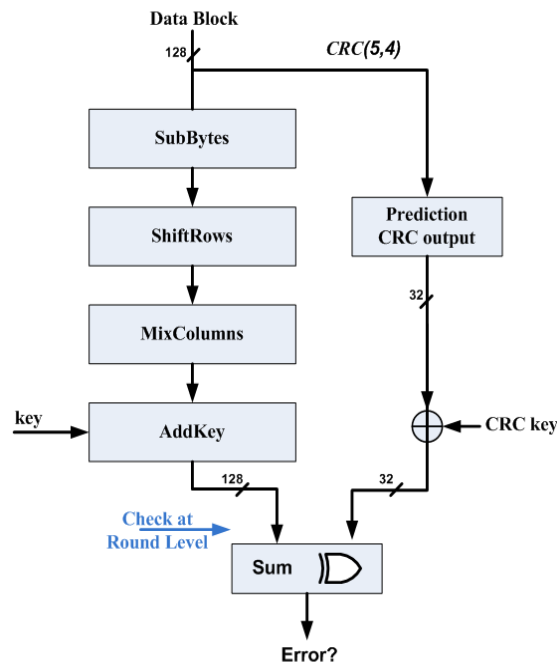 Data Block
128
CRC(5,4)
SubBytes
ShiftRows
Prediction
CRC output
32
MixColumns
key
AddKey
CRC key
128
32
Check at
Round Level
Sum
Error?